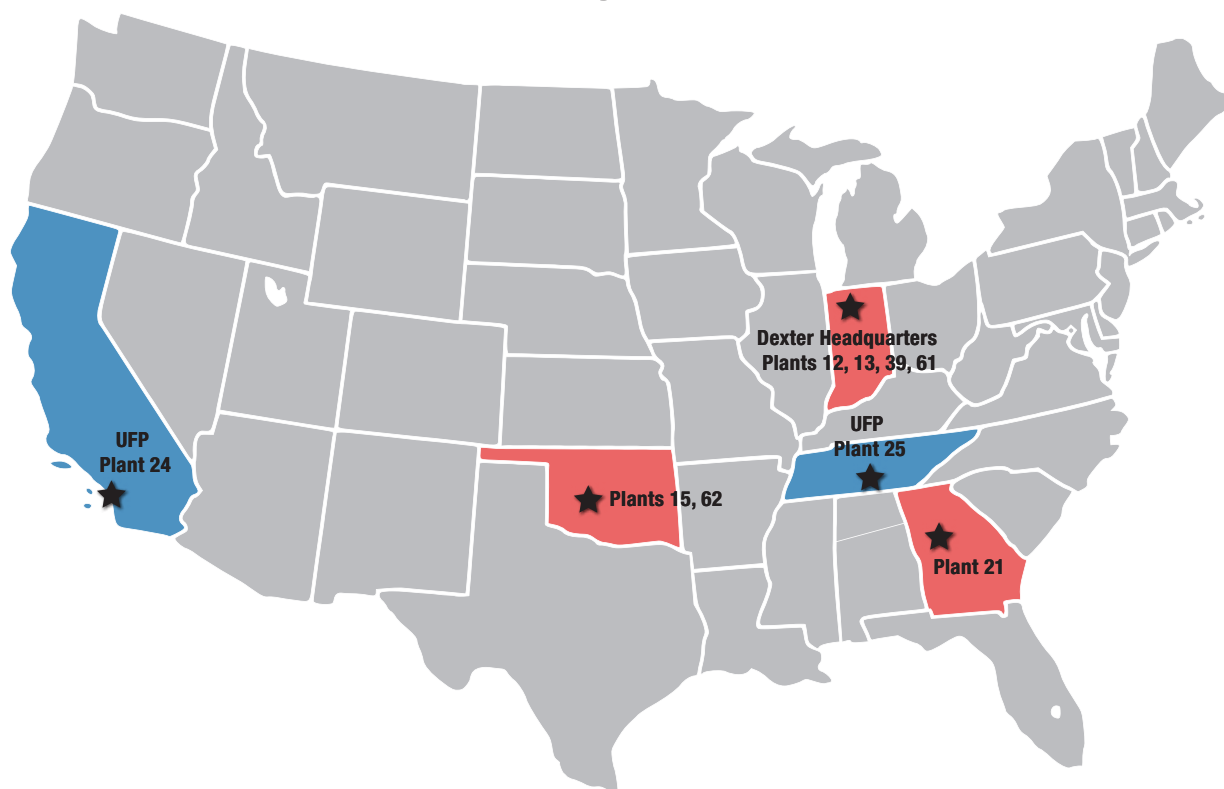 Dexter Headquarters
Plants 12, 13, 39, 61
UFP
Plant 25
UFP
Plant 24
Plants 15, 62
Plant 21